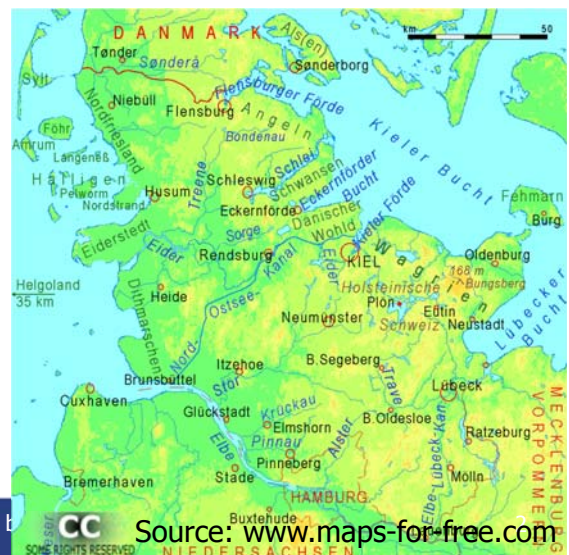 DANMARK
Als(en)
km 50
Tønder
Sønderå
Sønderborg
Sylt
Niebüll
Flensburger Förde
Flensburg
Angeln
Nordfriesland
Föhr
Amrum
Langeneß
Bondenau
Kieler Bucht
Halligen
Pelworm
Nordstrand
Husum
Treene
Schleswig
Schlei
Schwansen
Eckernförder
Bucht
Eckernförde
Dänischer
Wohld
Kieler Förde
Fehmarn
Burg
Eiderstedt
Eider
Sorge
Rendsburg
KIEL
Wagrien
Oldenburg
Helgoland
35 km
Heide
Dithmarschen
Nord-Ostsee-Kanal
Eider
Holsteinische
Schweiz
168 m
Bungsberg
Plön
Eutin
Neustadt
Neumünster
Lübecker
Bucht
Brunsbüttel
Itzehoe
Stör
B.Segeberg
Trave
Lübeck
Cuxhaven
Glückstadt
Krückau
Elmshorn
Pinnau
Pinneberg
Alster
B.Oldesloe
Elbe-Lübeck-Kan.
Ratzeburg
MECKLENBURG
VORPOMMERN
Elbe
Stade
Bremerhaven
HAMBURG
Mölln
Buxtehude
NIEDERSACHSEN
b
CC
SOME RIGHTS RESERVED
Source: www.maps-for-free.com